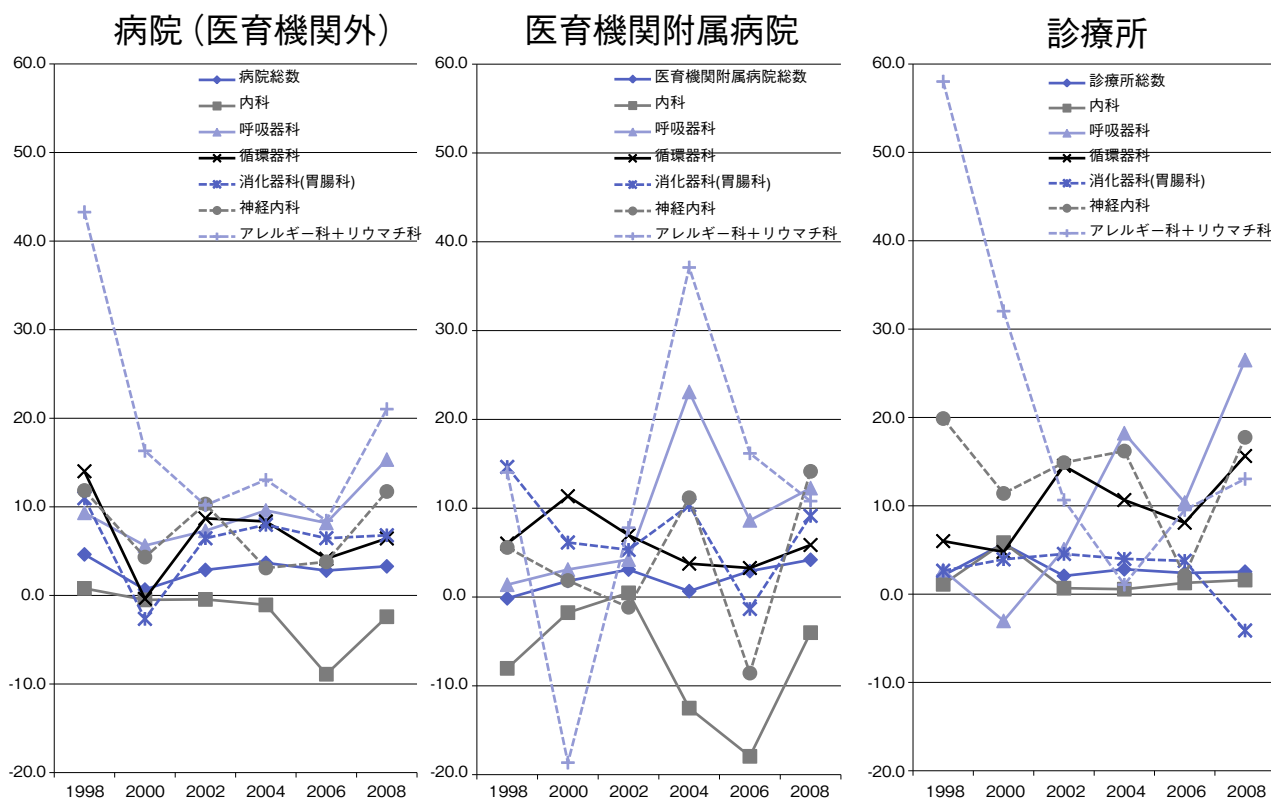 病院（医育機関外）
60.0
50.0
40.0
30.0
20.0
10.0
0.0
-10.0
-20.0
病院総数
内科
呼吸器科
循環器科
消化器科(胃腸科)
神経内科
アレルギー科＋リウマチ科
1998 2000 2002 2004 2006 2008
医育機関附属病院
60.0
50.0
40.0
30.0
20.0
10.0
0.0
-10.0
-20.0
医育機関附属病院総数
内科
呼吸器科
循環器科
消化器科(胃腸科)
神経内科
アレルギー科＋リウマチ科
1998 2000 2002 2004 2006 2008
診療所
60.0
50.0
40.0
30.0
20.0
10.0
0.0
-10.0
-20.0
診療所総数
内科
呼吸器科
循環器科
消化器科(胃腸科)
神経内科
アレルギー科＋リウマチ科
1998 2000 2002 2004 2006 2008